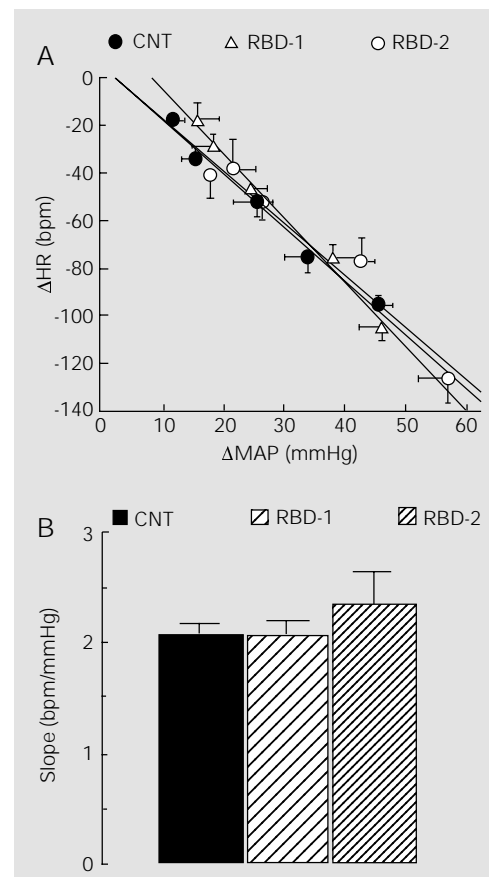 A
CNT RBD-1 RBD-2
0
-20
-40
-60
-80
-100
-120
-140
ΔHR (bpm)
0 10 20 30 40 50 60
ΔMAP (mmHg)
B
CNT RBD-1 RBD-2
3
2
1
0
Slope (bpm/mmHg)